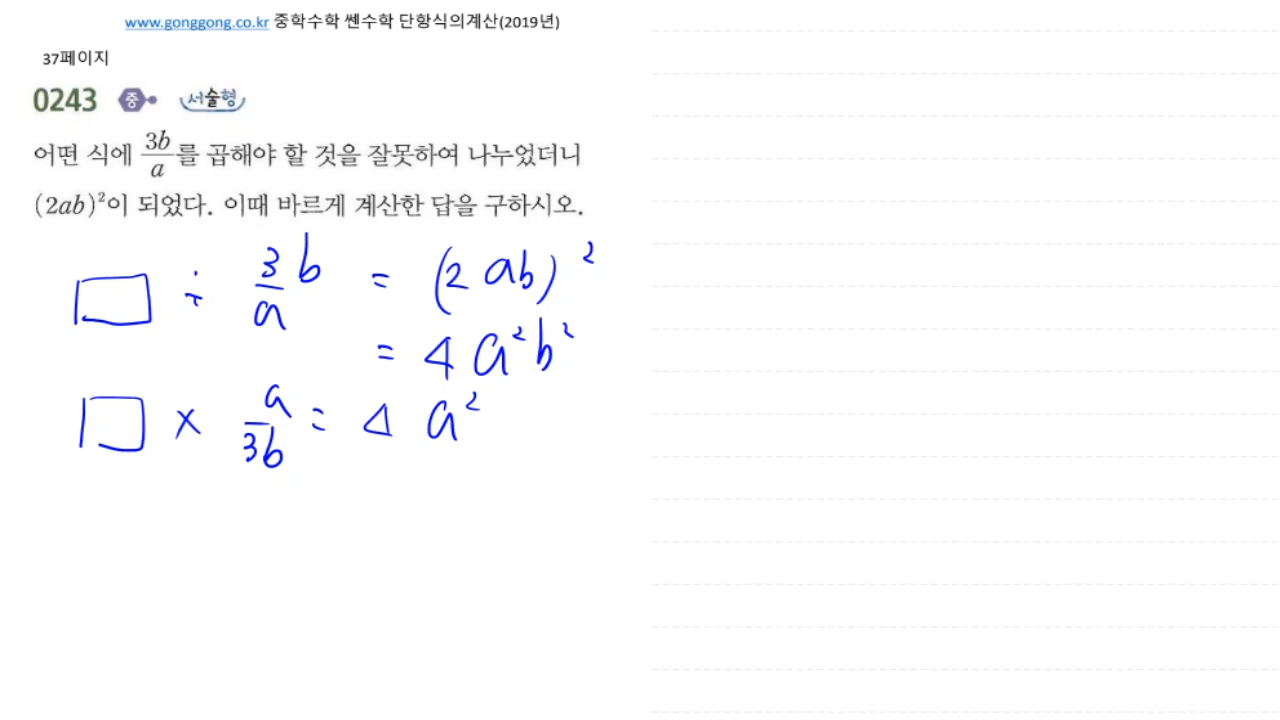 www.gonggong.co.kr 중학수학 쎈수학 단항식의계산(2019년)
37페이지
0243 중 서술형
어떤 식에 3b/a를 곱해야 할 것을 잘못하여 나누었더니
(2ab)²이 되었다. 이때 바르게 계산한 답을 구하시오.
□ ÷ 3b/a = (2ab)²
= 4a²b²
□ × a/3b = 4a²